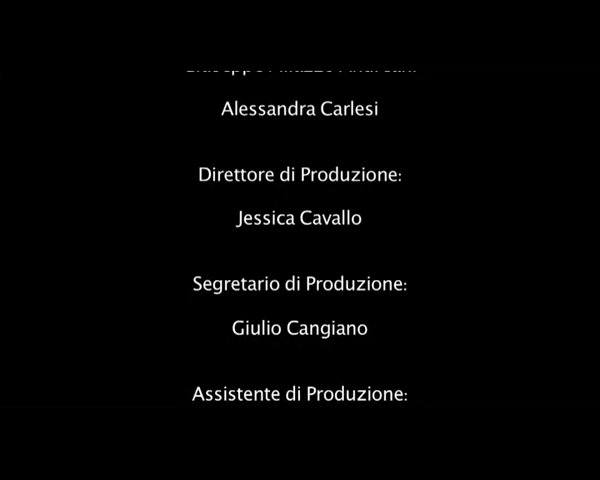 Alessandra Carlesi
Direttore di Produzione:
Jessica Cavallo
Segretario di Produzione:
Giulio Cangiano
Assistente di Produzione: